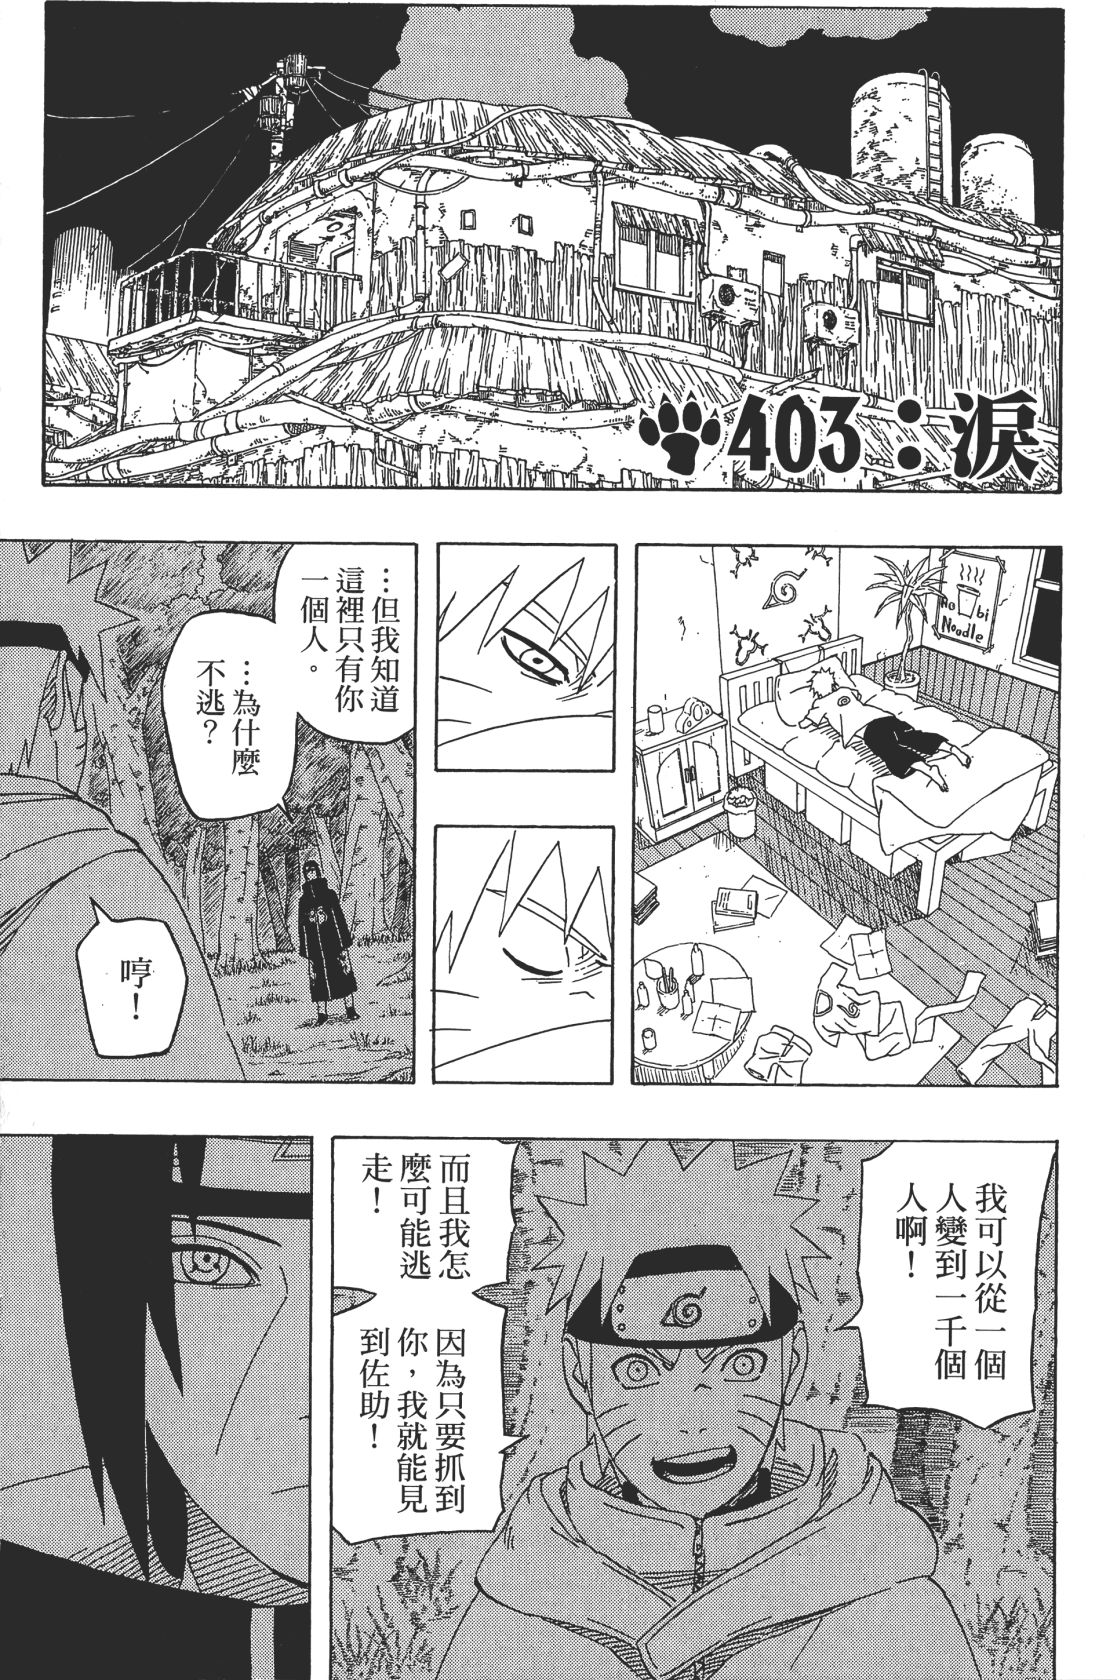 403：淚
Noodle
bi
…但我知道
這裡只有你
一個人。
…為什麼
不逃？
哼！
我可以從一個
人變到一千個
人啊！
而且我怎
麼可能逃
走！
因為只要抓到
你，我就能見
到佐助！